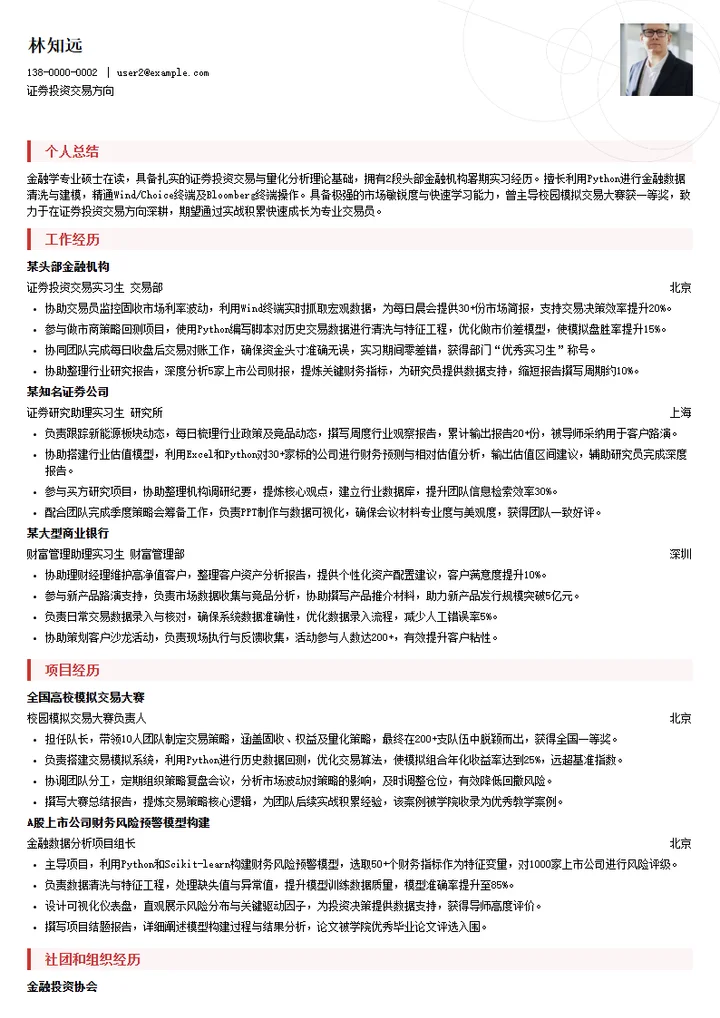 林知远
138-0000-0002 | user2@example.com
证券投资交易方向
个人总结
金融学专业硕士在读，具备扎实的证券投资交易与量化分析理论基础，拥有2段头部金融机构暑期实习经历。擅长利用Python进行金融数据
清洗与建模，精通Wind/Choice终端及Bloomberg终端操作。具备极强的市场敏锐度与快速学习能力，曾主导校园模拟交易大赛获一等奖，致
力于在证券投资交易方向深耕，期望通过实战积累快速成长为专业交易员。
工作经历
某头部金融机构
证券投资交易实习生 交易部 北京
• 协助交易员监控固收市场利率波动，利用Wind终端实时抓取宏观数据，为每日晨会提供30+份市场简报，支持交易决策效率提升20%。
• 参与做市商策略回测项目，使用Python编写脚本对历史交易数据进行清洗与特征工程，优化做市价差模型，使模拟盘胜率提升15%。
• 协同团队完成每日收盘后交易对账工作，确保资金头寸准确无误，实习期间零差错，获得部门“优秀实习生”称号。
• 协助整理行业研究报告，深度分析5家上市公司财报，提炼关键财务指标，为研究员提供数据支持，缩短报告撰写周期约10%。
某知名证券公司
证券研究助理实习生 研究所 上海
• 负责跟踪新能源板块动态，每日梳理行业政策及竞品动态，撰写周度行业观察报告，累计输出报告20+份，被导师采纳用于客户路演。
• 协助搭建行业估值模型，利用Excel和Python对30+家标的公司进行财务预测与相对估值分析，输出估值区间建议，辅助研究员完成深度
报告。
• 参与买方研究项目，协助整理机构调研纪要，提炼核心观点，建立行业数据库，提升团队信息检索效率30%。
• 配合团队完成季度策略会筹备工作，负责PPT制作与数据可视化，确保会议材料专业度与美观度，获得团队一致好评。
某大型商业银行
财富管理助理实习生 财富管理部 深圳
• 协助理财经理维护高净值客户，整理客户资产分析报告，提供个性化资产配置建议，客户满意度提升10%。
• 参与新产品路演支持，负责市场数据收集与竞品分析，协助撰写产品推介材料，助力新产品发行规模突破5亿元。
• 负责日常交易数据录入与核对，确保系统数据准确性，优化数据录入流程，减少人工错误率5%。
• 协助策划客户沙龙活动，负责现场执行与反馈收集，活动参与人数达200+，有效提升客户粘性。
项目经历
全国高校模拟交易大赛
校园模拟交易大赛负责人 北京
• 担任队长，带领10人团队制定交易策略，涵盖固收、权益及量化策略，最终在200+支队伍中脱颖而出，获得全国一等奖。
• 负责搭建交易模拟系统，利用Python进行历史数据回测，优化交易算法，使模拟组合年化收益率达到25%，远超基准指数。
• 协调团队分工，定期组织策略复盘会议，分析市场波动对策略的影响，及时调整仓位，有效降低回撤风险。
• 撰写大赛总结报告，提炼交易策略核心逻辑，为团队后续实战积累经验，该案例被学院收录为优秀教学案例。
A股上市公司财务风险预警模型构建
金融数据分析项目组长 北京
• 主导项目，利用Python和Scikit-learn构建财务风险预警模型，选取50+个财务指标作为特征变量，对1000家上市公司进行风险评级。
• 负责数据清洗与特征工程，处理缺失值与异常值，提升模型训练数据质量，模型准确率提升至85%。
• 设计可视化仪表盘，直观展示风险分布与关键驱动因子，为投资决策提供数据支持，获得导师高度评价。
• 撰写项目结题报告，详细阐述模型构建过程与结果分析，论文被学院优秀毕业论文评选入围。
社团和组织经历
金融投资协会